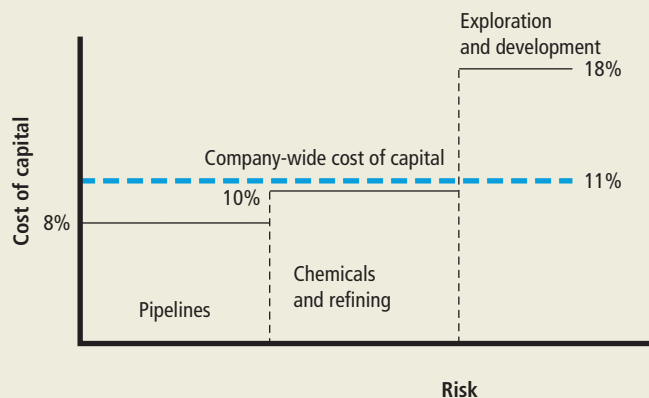 Exploration
and development
18%
Company-wide cost of capital
11%
10%
8%
Cost of capital
Chemicals
and refining
Pipelines
Risk